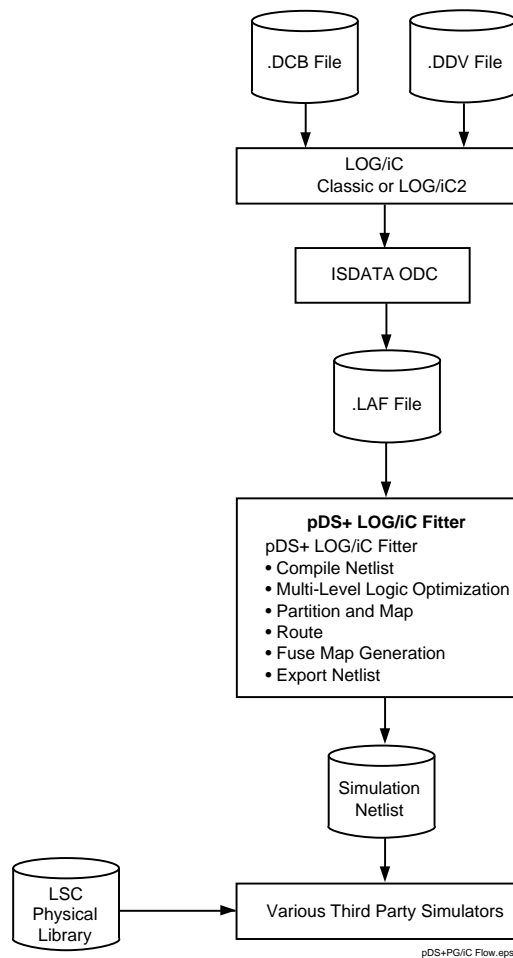 .DCB File
.DDV File
LOG/iC
Classic or LOG/iC2
ISDATA ODC
.LAF File
pDS+ LOG/iC Fitter
pDS+ LOG/iC Fitter
• Compile Netlist
• Multi-Level Logic Optimization
• Partition and Map
• Route
• Fuse Map Generation
• Export Netlist
Simulation
Netlist
LSC
Physical
Library
Various Third Party Simulators
pDS+PG/iC Flow.eps